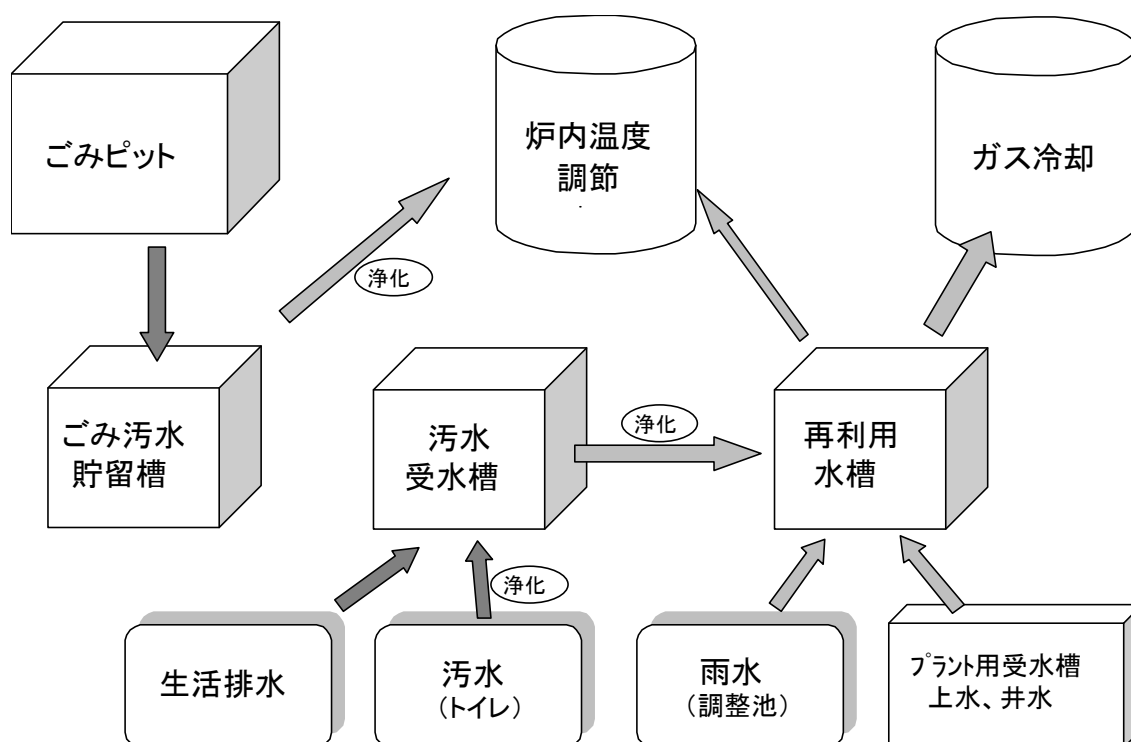 ごみピット
炉内温度
調節
ガス冷却
浄化
ごみ汚水
貯留槽
汚水
受水槽
浄化
再利用
水槽
浄化
生活排水
汚水
（トイレ）
雨水
（調整池）
プラント用受水槽
上水、井水